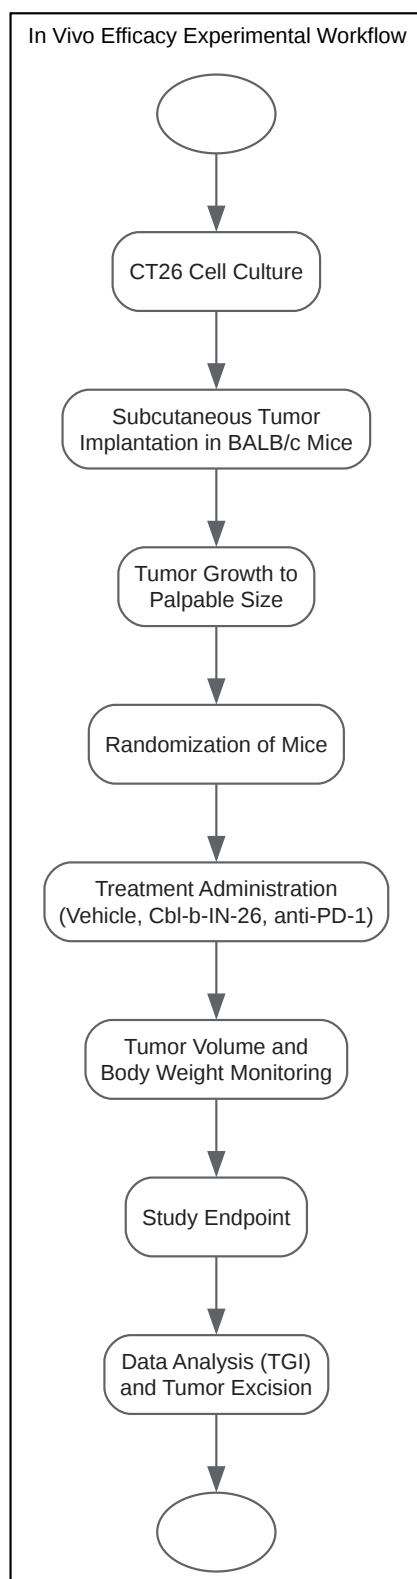 In Vivo Efficacy Experimental Workflow
CT26 Cell Culture
Subcutaneous Tumor
Implantation in BALB/c Mice
Tumor Growth to
Palpable Size
Randomization of Mice
Treatment Administration
(Vehicle, Cbl-b-IN-26, anti-PD-1)
Tumor Volume and
Body Weight Monitoring
Study Endpoint
Data Analysis (TGI)
and Tumor Excision